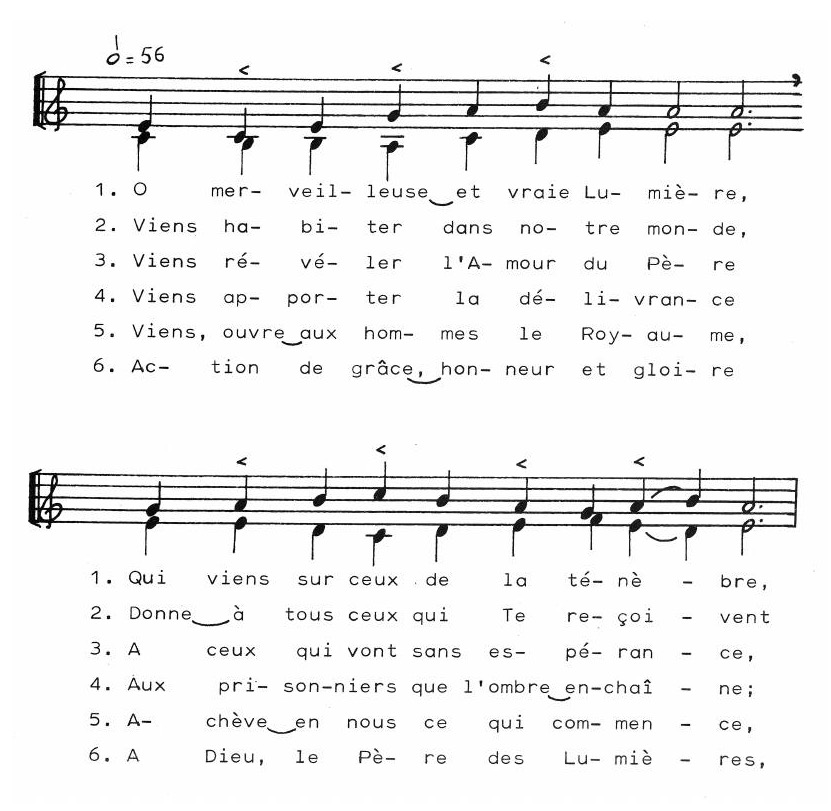 = 56
1. O mer- veil- leuse et vraie Lu- miè- re,
2. Viens ha- bi- ter dans no- tre mon- de,
3. Viens ré- vé- ler l'A- mour du Pè- re
4. Viens ap- por- ter la dé- li- vran- ce
5. Viens, ouvre aux hom- mes le Roy- au- me,
6. Ac- tion de grâce, hon- neur et gloi- re
1. Qui viens sur ceux de la té- nè - bre,
2. Donne à tous ceux qui Te re- çoi - vent
3. A ceux qui vont sans es- pé- ran - ce,
4. Aux pri- son-niers que l'ombre en-chaî - ne;
5. A- chève en nous ce qui com- men - ce,
6. A Dieu, le Pè- re des Lu- miè - res,